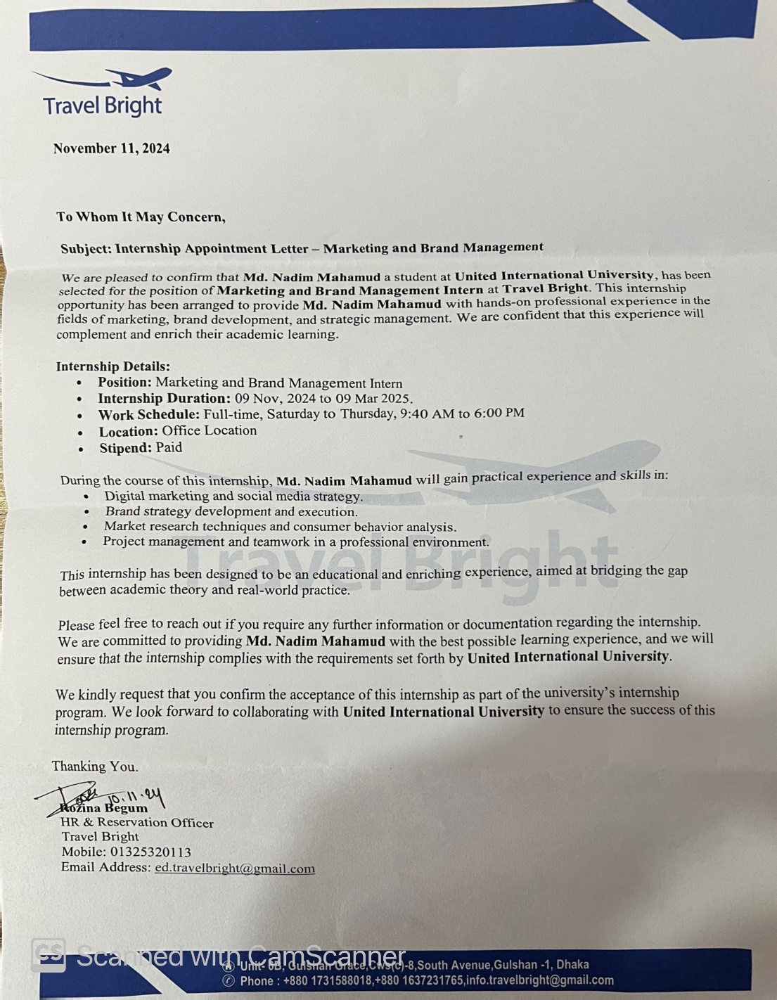 Travel Bright
November 11, 2024
To Whom It May Concern,
Subject: Internship Appointment Letter – Marketing and Brand Management
We are pleased to confirm that Md. Nadim Mahamud a student at United International University, has been
selected for the position of Marketing and Brand Management Intern at Travel Bright. This internship
opportunity has been arranged to provide Md. Nadim Mahamud with hands-on professional experience in the
fields of marketing, brand development, and strategic management. We are confident that this experience will
complement and enrich their academic learning.
Internship Details:
• Position: Marketing and Brand Management Intern
• Internship Duration: 09 Nov, 2024 to 09 Mar 2025.
• Work Schedule: Full-time, Saturday to Thursday, 9:40 AM to 6:00 PM
• Location: Office Location
• Stipend: Paid
During the course of this internship, Md. Nadim Mahamud will gain practical experience and skills in:
• Digital marketing and social media strategy.
• Brand strategy development and execution.
• Market research techniques and consumer behavior analysis.
• Project management and teamwork in a professional environment.
Travel Bright
This internship has been designed to be an educational and enriching experience, aimed at bridging the gap
between academic theory and real-world practice.
Please feel free to reach out if you require any further information or documentation regarding the internship.
We are committed to providing Md. Nadim Mahamud with the best possible learning experience, and we will
ensure that the internship complies with the requirements set forth by United International University.
We kindly request that you confirm the acceptance of this internship as part of the university's internship
program. We look forward to collaborating with United International University to ensure the success of this
internship program.
Thanking You.
10.11.24
Rozina Begum
HR & Reservation Officer
Travel Bright
Mobile: 01325320113
Email Address: ed.travelbright@gmail.com
CS Scanned with CamScanner
Unit- 6B, Gulshan Grace,CWS(C)-8,South Avenue,Gulshan -1, Dhaka
Phone : +880 1731588018,+880 1637231765,info.travelbright@gmail.com